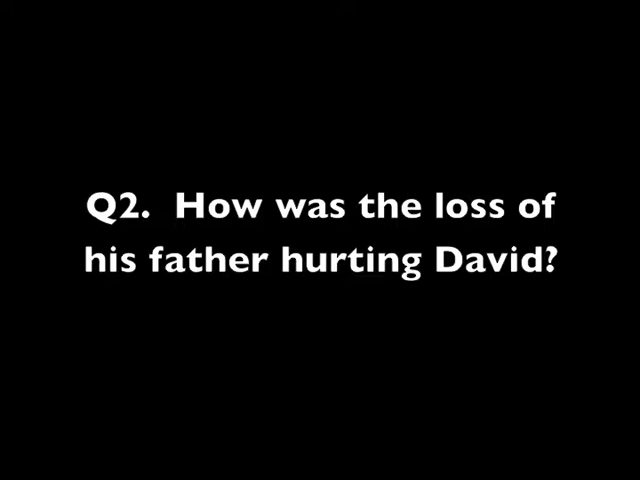 Q2.  How was the loss of
his father hurting David?